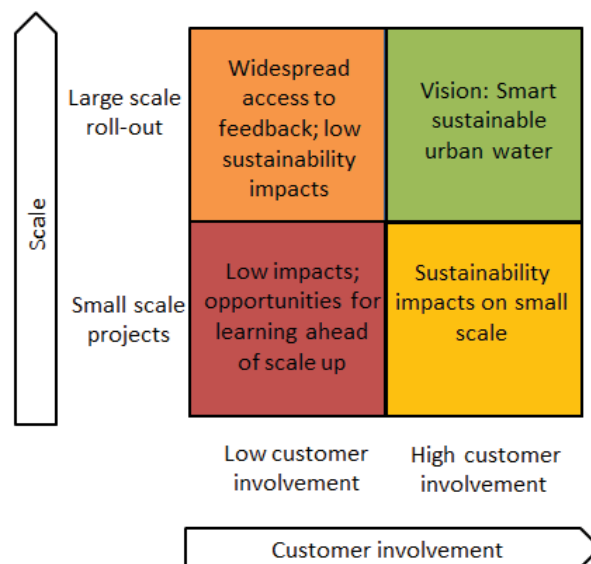 Scale
Large scale
roll-out
Widespread
access to
feedback; low
sustainability
impacts
Vision: Smart
sustainable
urban water
Small scale
projects
Low impacts;
opportunities for
learning ahead
of scale up
Sustainability
impacts on small
scale
Low customer
involvement
High customer
involvement
Customer involvement